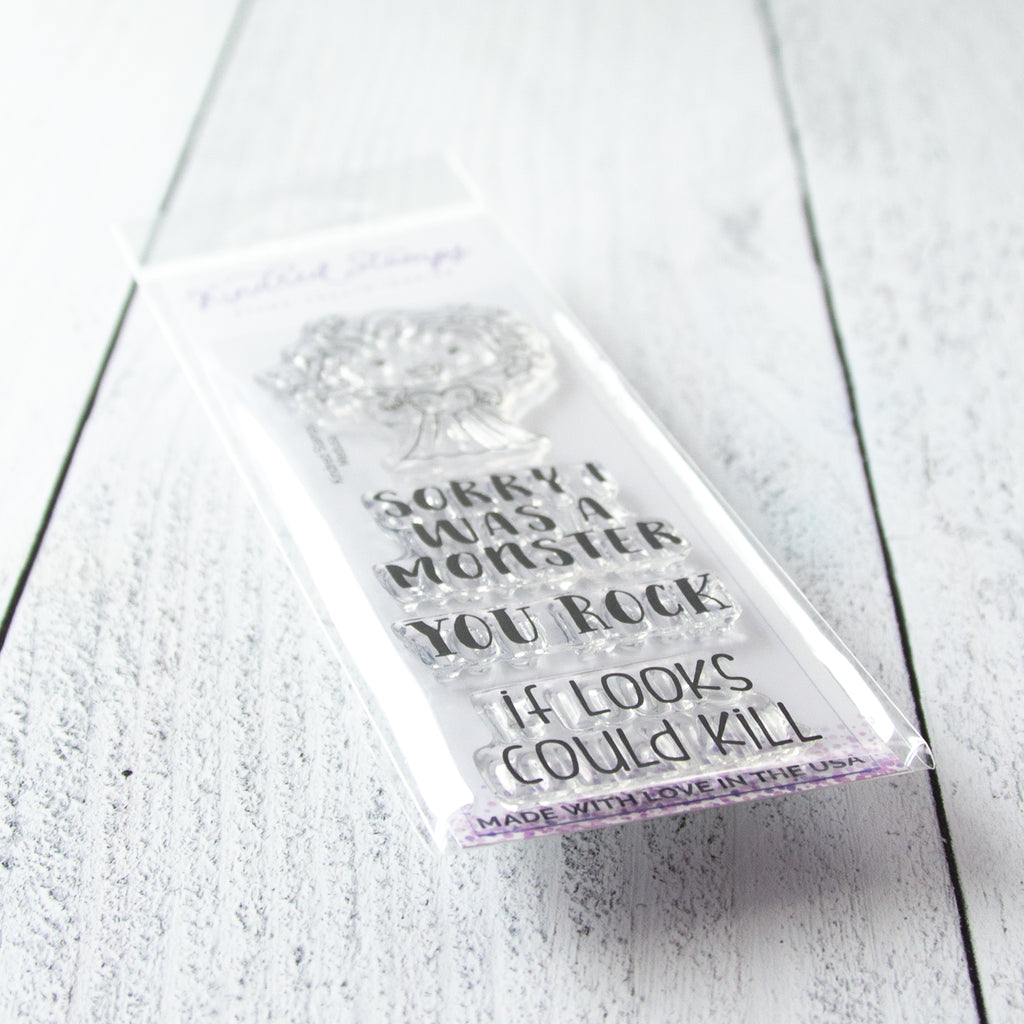 Kindred Stamps
SORRY I
WAS A
MONSTER
YOU ROCK
if LOOKS
COULd KiLL
MADE WITH LOVE IN THE USA